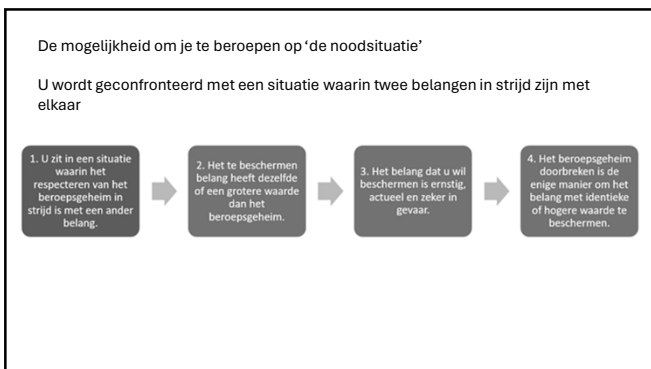 De mogelijkheid om je te beroepen op ‘de noodsituatie’
U wordt geconfronteerd met een situatie waarin twee belangen in strijd zijn met
elkaar
1. U zit in een situatie
waarin het
respecteren van het
beroepsgeheim in
strijd is met een ander
belang.
2. Het te beschermen
belang heeft dezelfde
of een grotere waarde
dan het
beroepsgeheim.
3. Het belang dat u wil
beschermen is ernstig,
actueel en zeker in
gevaar.
4. Het beroepsgeheim
doorbreken is de
enige manier om het
belang met identieke
of hogere waarde te
beschermen.